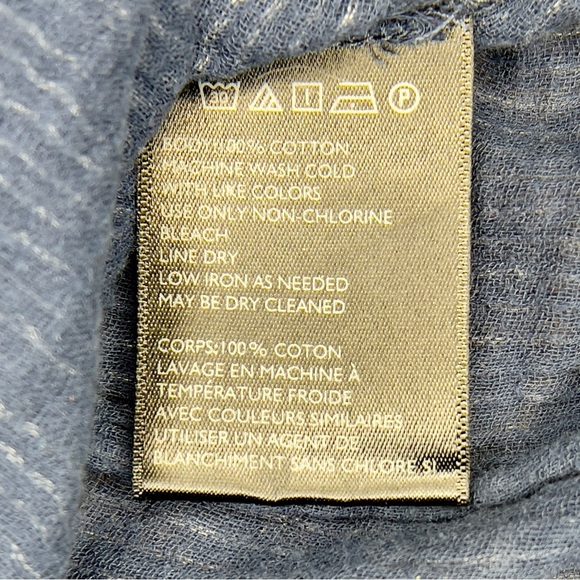 30 P
BODY:100% COTTON
MACHINE WASH COLD
WITH LIKE COLORS
USE ONLY NON-CHLORINE
BLEACH
LINE DRY
LOW IRON AS NEEDED
MAY BE DRY CLEANED
CORPS:100% COTON
LAVAGE EN MACHINE À
TEMPÉRATURE FROIDE
AVEC COULEURS SIMILAIRES
UTILISER UN AGENT DE
BLANCHIMENT SANS CHLORE SI